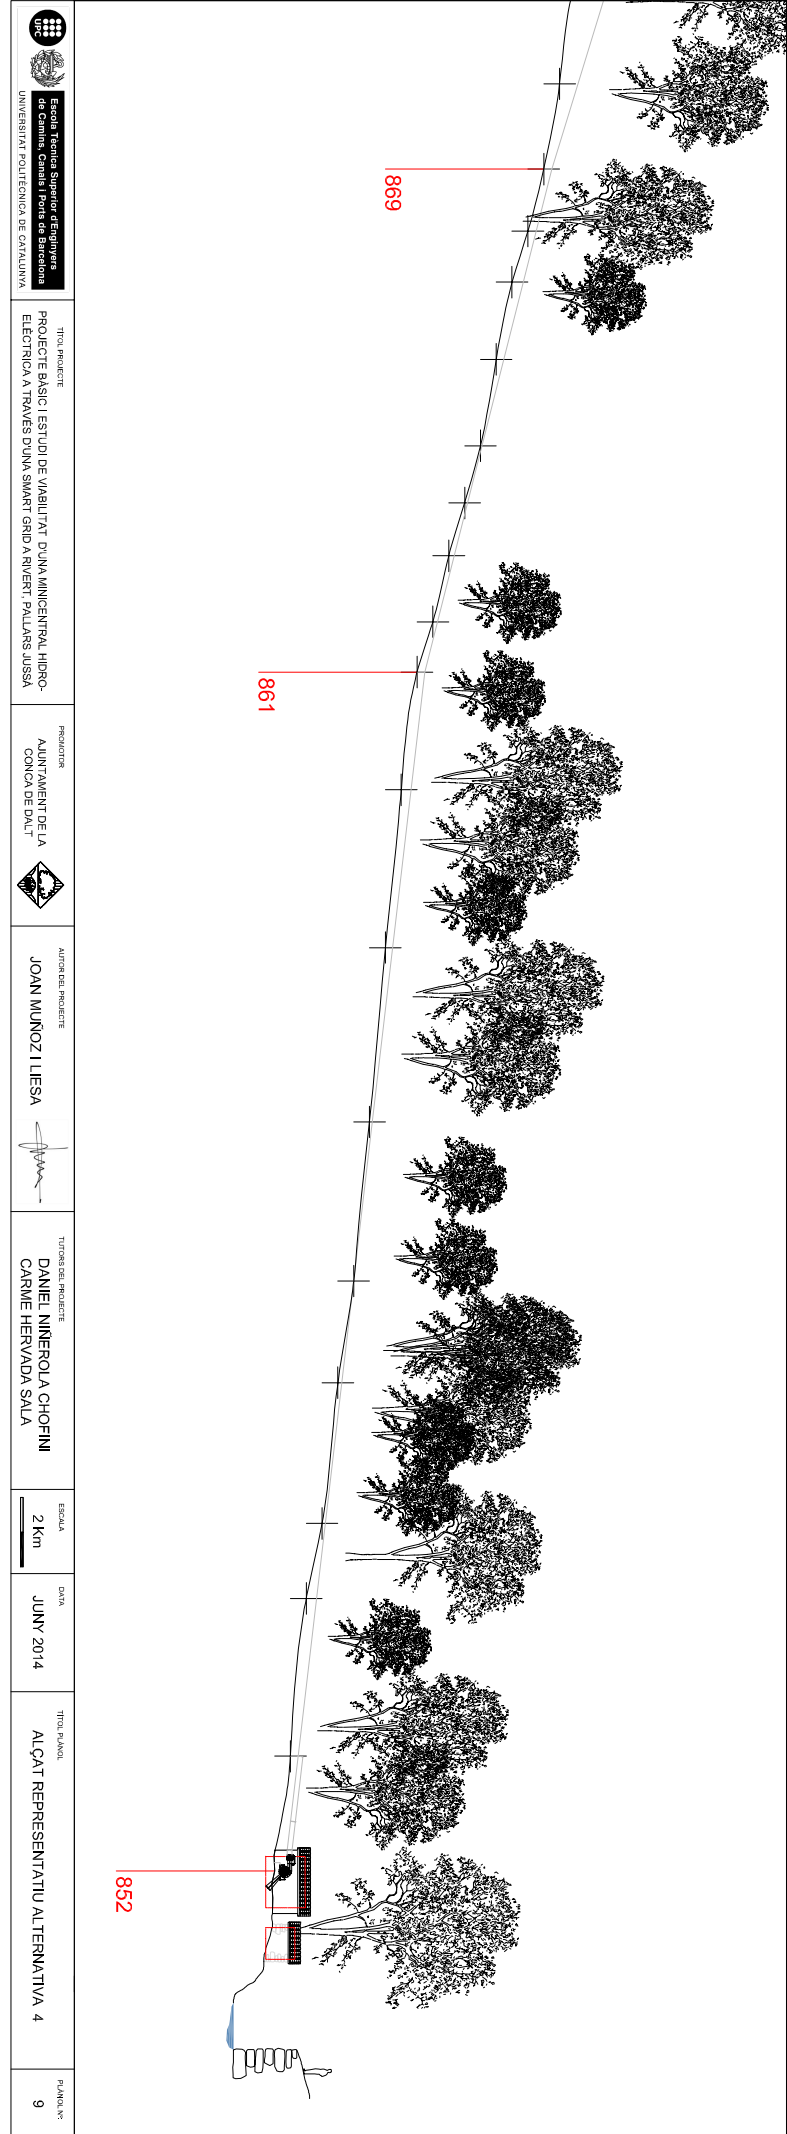 869
861
852
UPC
Escola Tècnica Superior d'Enginyers
de Camins, Canals i Ports de Barcelona
UNIVERSITAT POLITÈCNICA DE CATALUNYA
TÍTOL PROJECTE
PROJECTE BÀSIC I ESTUDI DE VIABILITAT D'UNA MINICENTRAL HIDRO-
ELÈCTRICA A TRAVÉS D'UNA SMART GRID A RIVERT, PALLARS JUSSÀ
PROMOTOR
AJUNTAMENT DE LA
CONCA DE DALT
AUTOR DEL PROJECTE
JOAN MUÑOZ I LIESA
TUTORS DEL PROJECTE
DANIEL NIÑEROLA CHOFINI
CARME HERVADA SALA
ESCALA
2 Km
DATA
JUNY 2014
TÍTOL PLÀNOL
ALÇAT REPRESENTATIU ALTERNATIVA 4
PLÀNOL Nº:
9